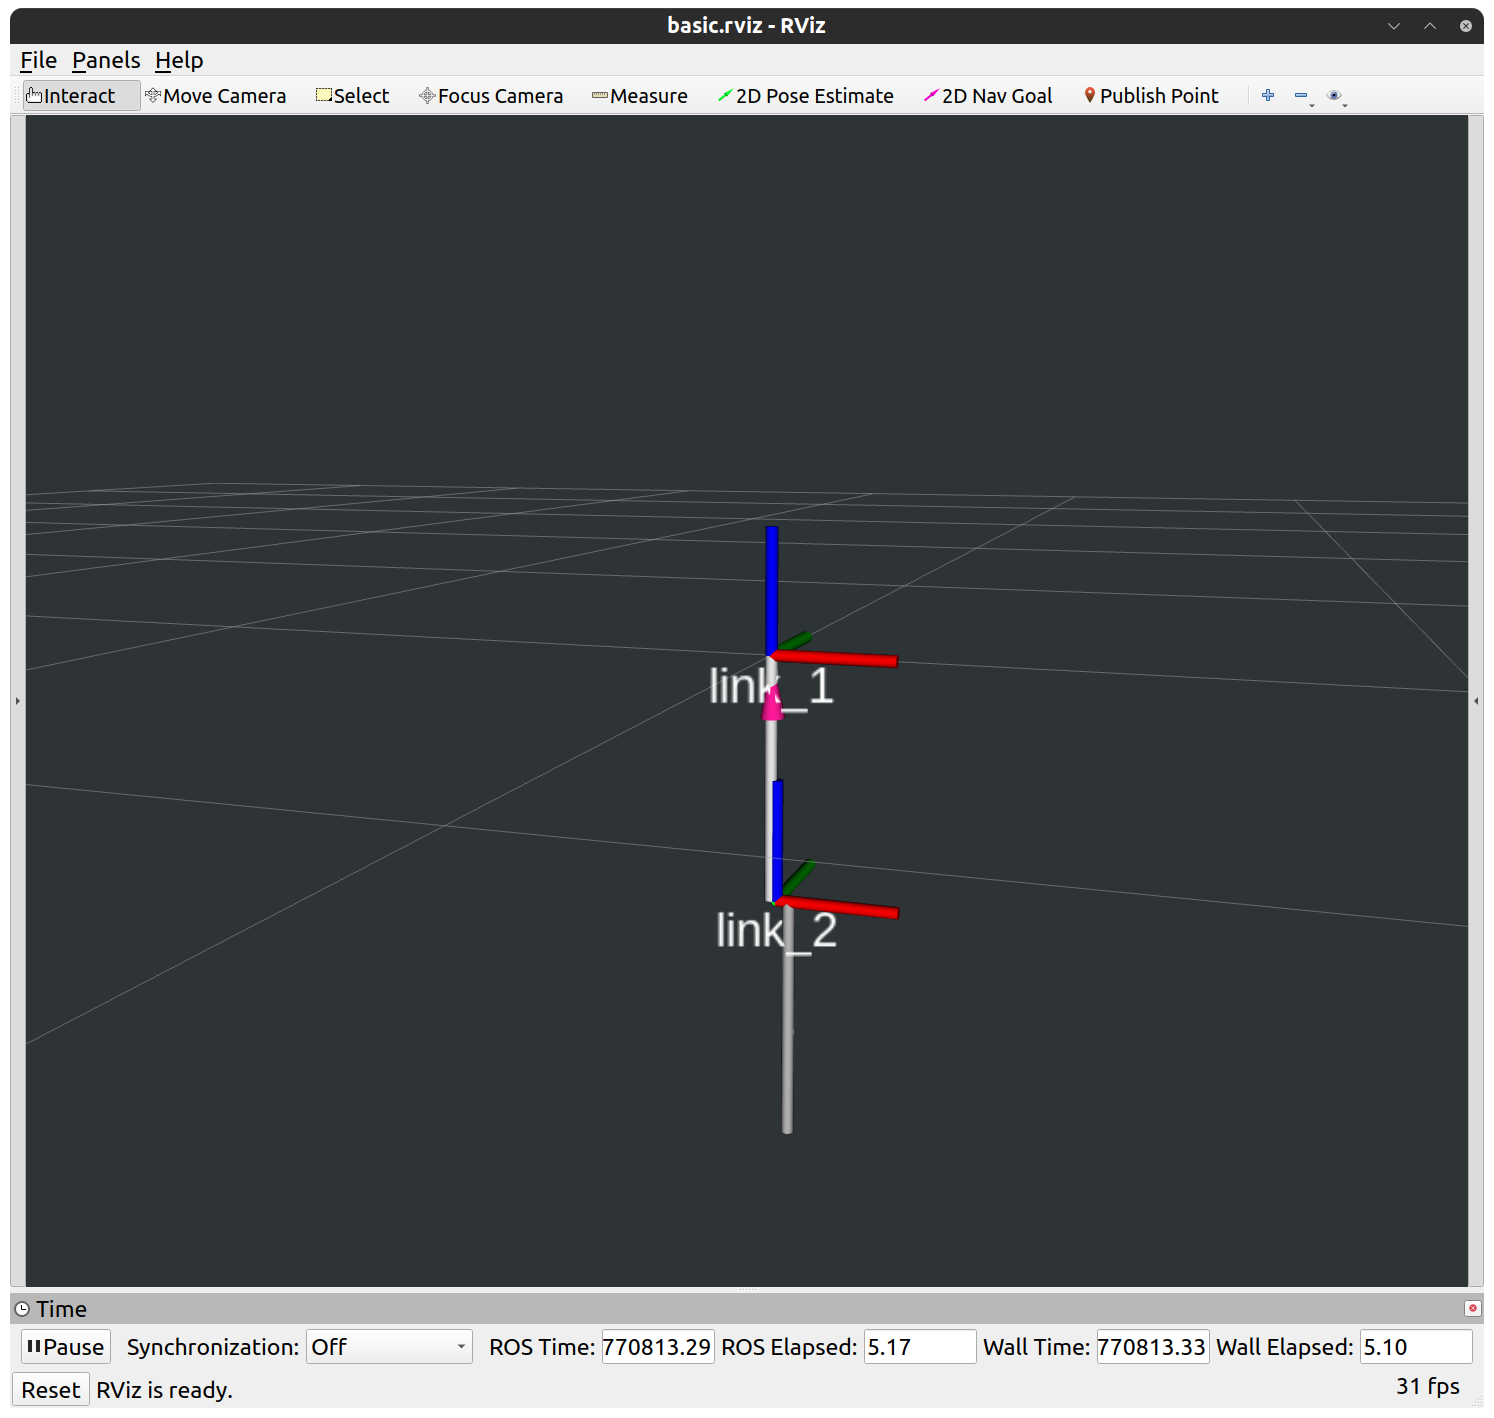 basic.rviz - RViz
File Panels Help
Interact Move Camera Select Focus Camera Measure 2D Pose Estimate 2D Nav Goal Publish Point
link_1
link_2
Time
Pause Synchronization: Off ROS Time: 770813.29 ROS Elapsed: 5.17 Wall Time: 770813.33 Wall Elapsed: 5.10
Reset RViz is ready. 31 fps